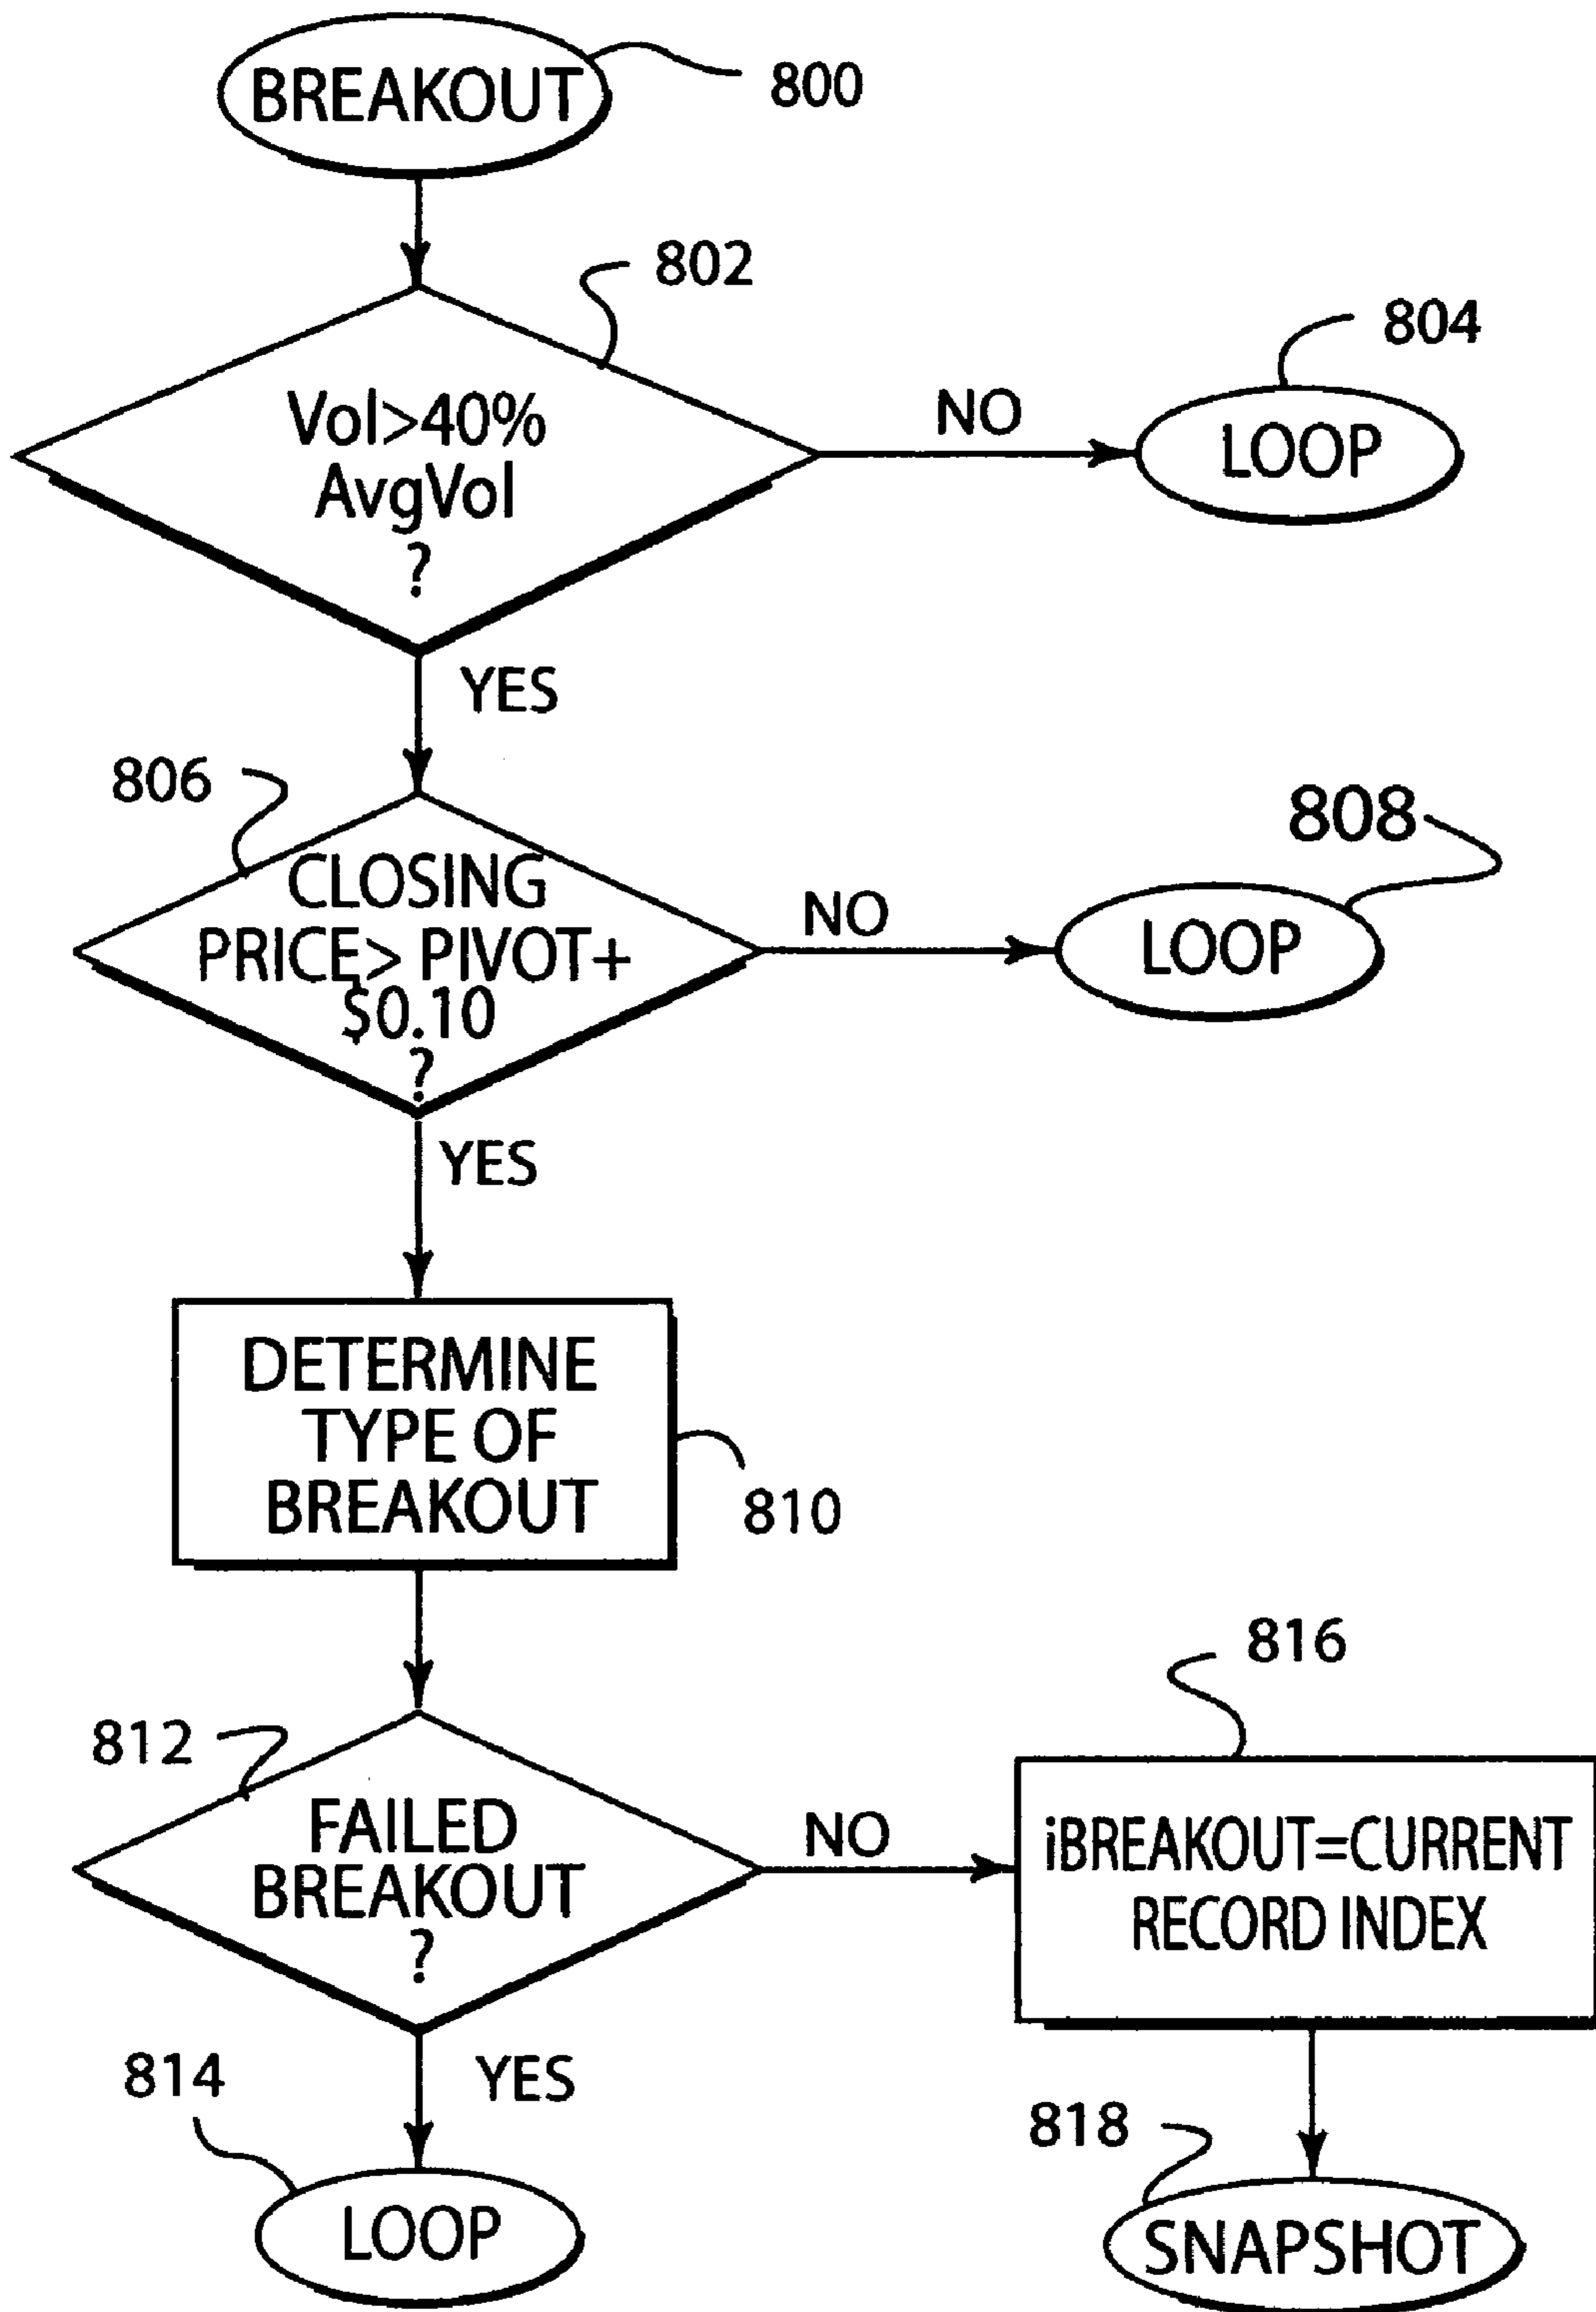 BREAKOUT
800
802
Vol>40%
AvgVol
?
NO
804
LOOP
YES
806
CLOSING
PRICE> PIVOT+
$0.10
?
NO
808
LOOP
YES
DETERMINE
TYPE OF
BREAKOUT
810
812
FAILED
BREAKOUT
?
NO
816
iBREAKOUT=CURRENT
RECORD INDEX
YES
814
LOOP
818
SNAPSHOT